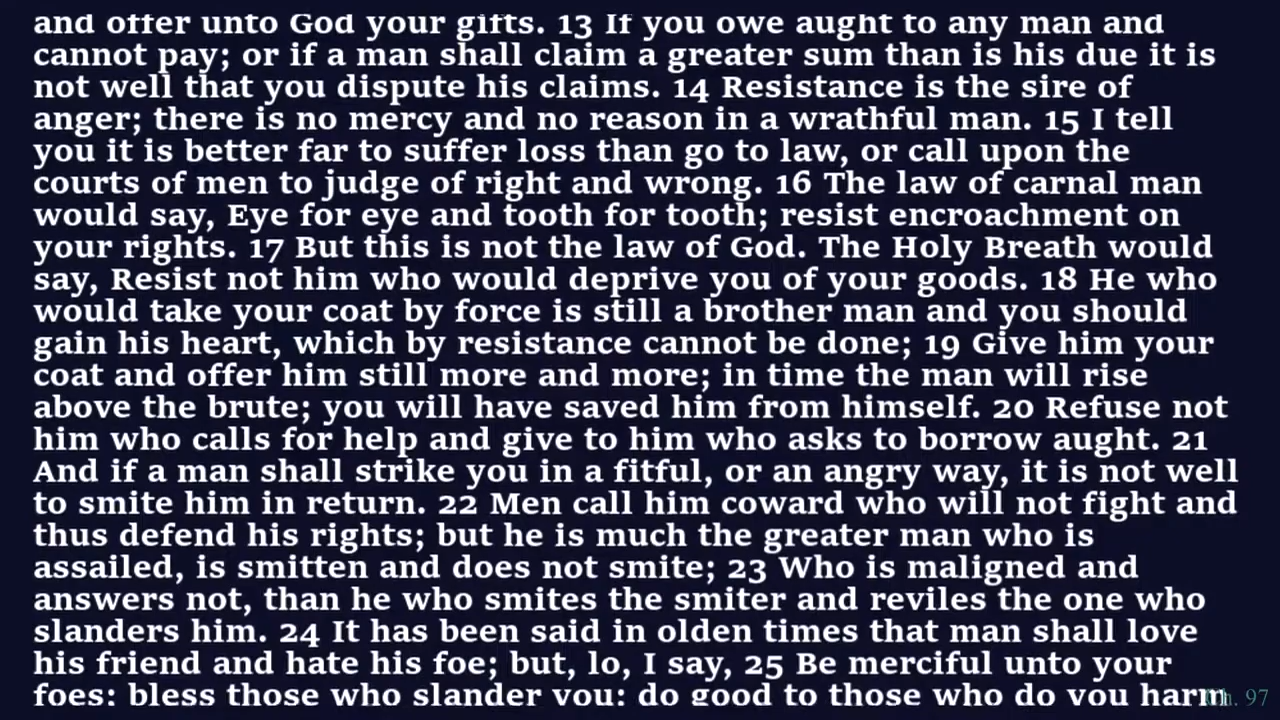 and offer unto God your gifts. 13 If you owe aught to any man and
cannot pay; or if a man shall claim a greater sum than is his due it is
not well that you dispute his claims. 14 Resistance is the sire of
anger; there is no mercy and no reason in a wrathful man. 15 I tell
you it is better far to suffer loss than go to law, or call upon the
courts of men to judge of right and wrong. 16 The law of carnal man
would say, Eye for eye and tooth for tooth; resist encroachment on
your rights. 17 But this is not the law of God. The Holy Breath would
say, Resist not him who would deprive you of your goods. 18 He who
would take your coat by force is still a brother man and you should
gain his heart, which by resistance cannot be done; 19 Give him your
coat and offer him still more and more; in time the man will rise
above the brute; you will have saved him from himself. 20 Refuse not
him who calls for help and give to him who asks to borrow aught. 21
And if a man shall strike you in a fitful, or an angry way, it is not well
to smite him in return. 22 Men call him coward who will not fight and
thus defend his rights; but he is much the greater man who is
assailed, is smitten and does not smite; 23 Who is maligned and
answers not, than he who smites the smiter and reviles the one who
slanders him. 24 It has been said in olden times that man shall love
his friend and hate his foe; but, lo, I say, 25 Be merciful unto your
foes: bless those who slander you: do good to those who do you harm
Ch. 97